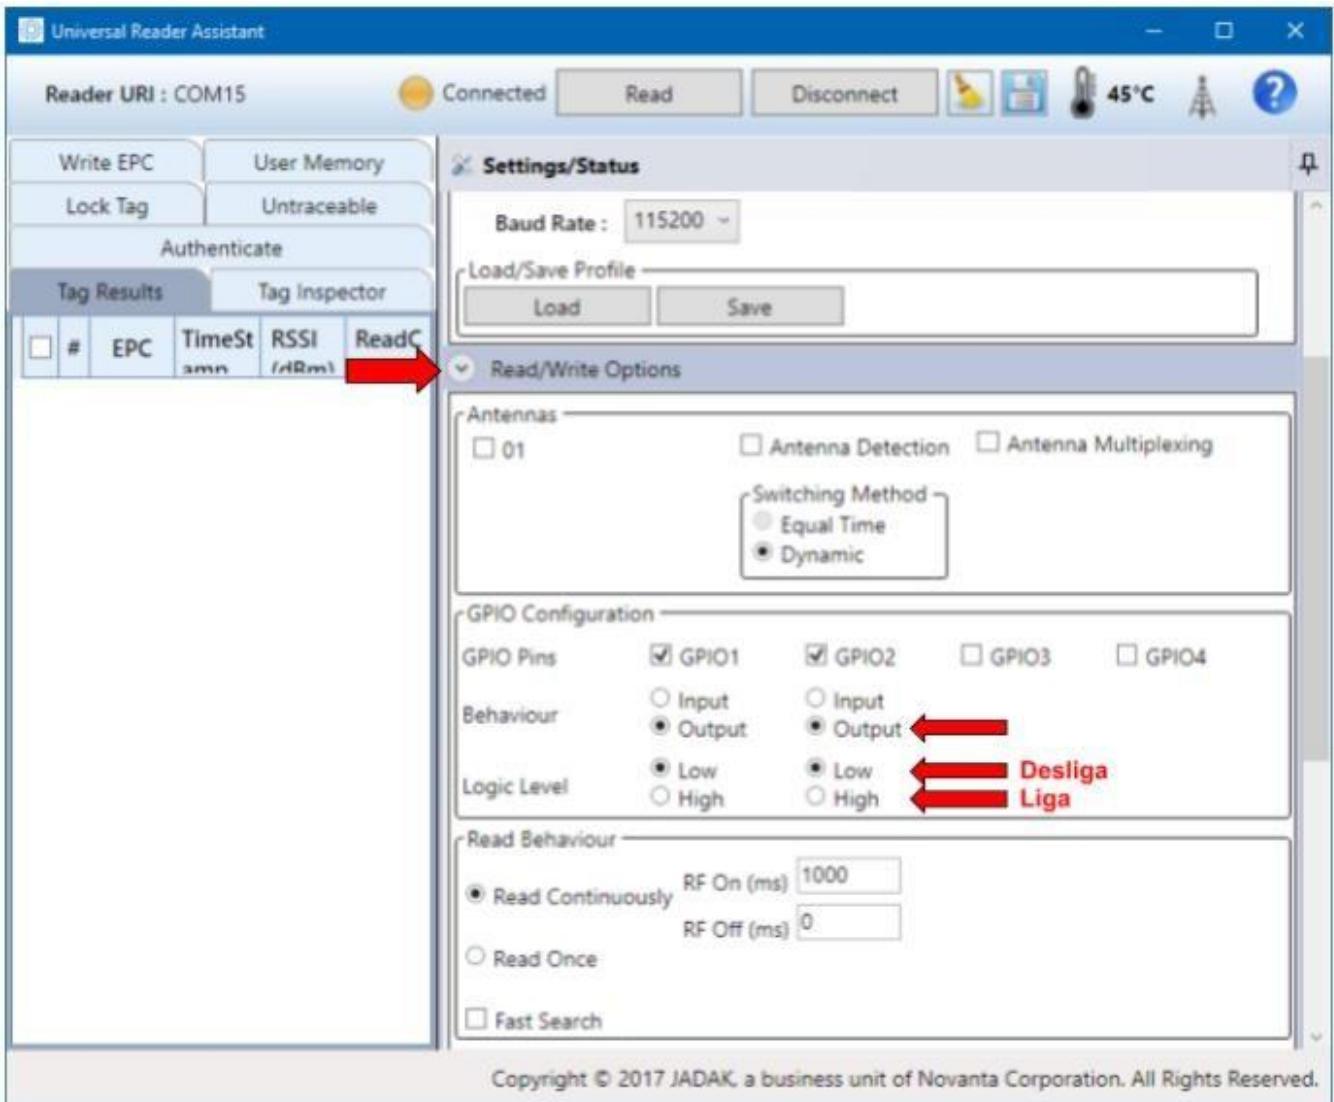 Universal Reader Assistant
Reader URI : COM15
Connected
Read
Disconnect
45°C
Write EPC
User Memory
Lock Tag
Untraceable
Authenticate
Tag Results
Tag Inspector
# EPC TimeSt RSSI ReadC
amp (dBm)
Settings/Status
Baud Rate : 115200
Load/Save Profile
Load
Save
Read/Write Options
Antennas
01
Antenna Detection
Antenna Multiplexing
Switching Method
Equal Time
Dynamic
GPIO Configuration
GPIO Pins GPIO1 GPIO2 GPIO3 GPIO4
Behaviour
Input Input
Output Output
Logic Level
Low Low Desliga
High High Liga
Read Behaviour
Read Continuously
RF On (ms) 1000
RF Off (ms) 0
Read Once
Fast Search
Copyright © 2017 JADAK, a business unit of Novanta Corporation. All Rights Reserved.